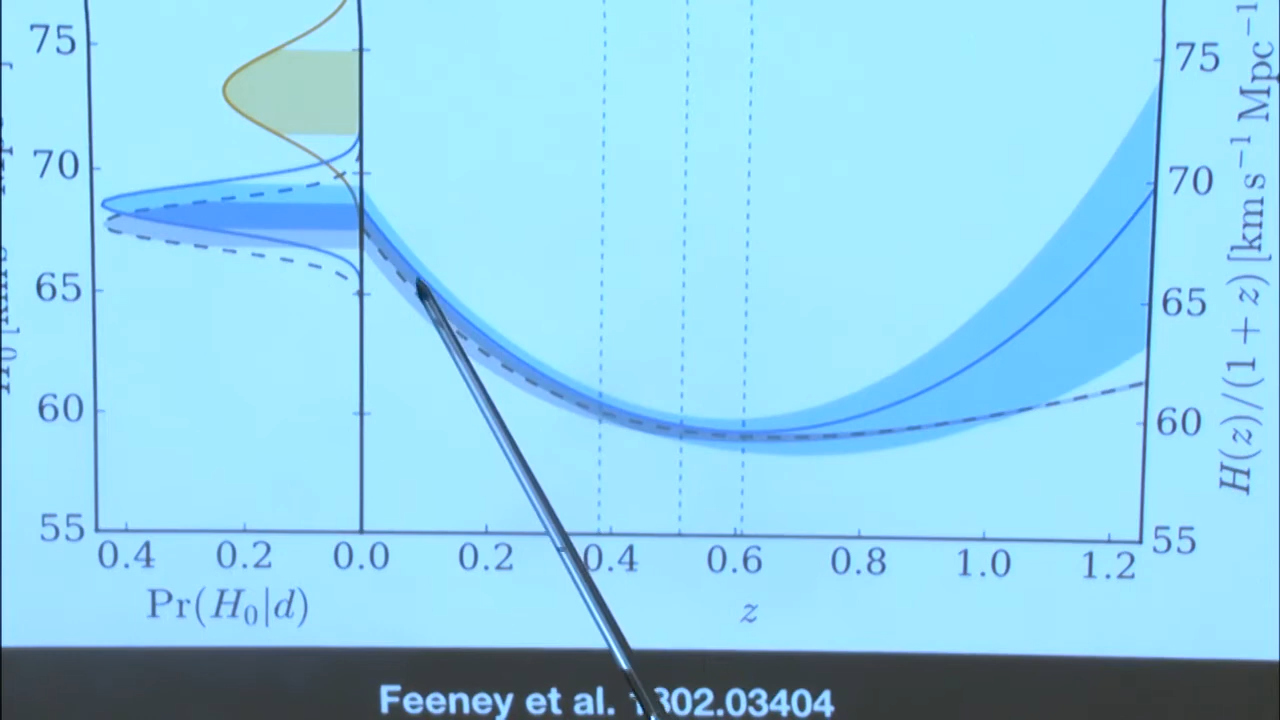 75
70
65
60
55
0.4 0.2 0.0 0.2 0.4 0.6 0.8 1.0 1.2
Pr(H₀|d)
z
75
70
65
60
55
H(z)/(1 + z) [km s⁻¹ Mpc⁻¹
Feeney et al. 302.03404